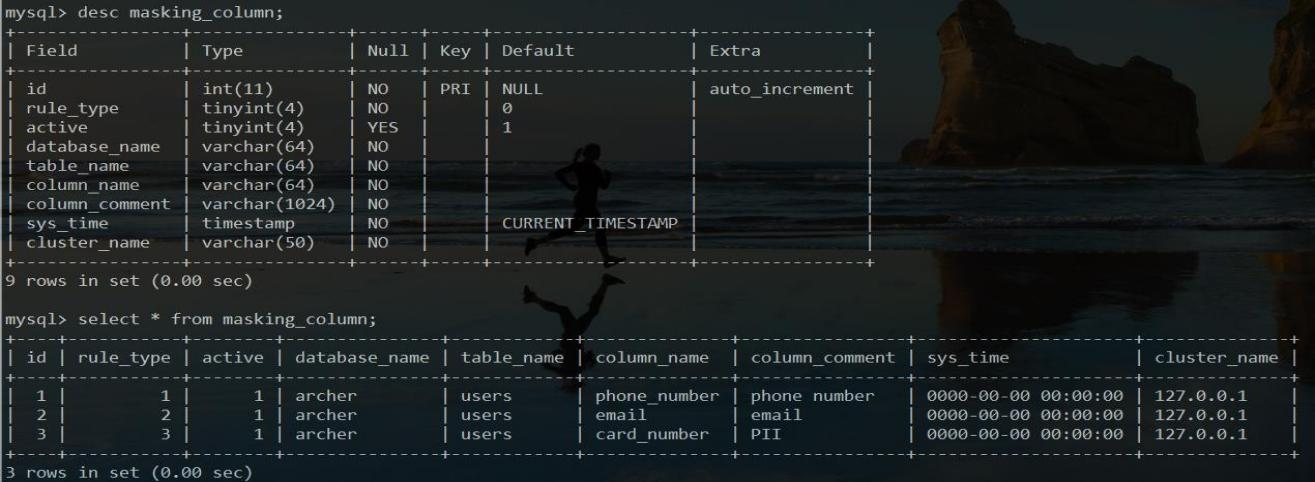 mysql> desc masking_column;
+----------------+---------------+------+-----+-------------------+----------------+
| Field          | Type          | Null | Key | Default           | Extra          |
+----------------+---------------+------+-----+-------------------+----------------+
| id             | int(11)       | NO   | PRI | NULL              | auto_increment |
| rule_type      | tinyint(4)    | NO   |     | 0                 |                |
| active         | tinyint(4)    | YES  |     | 1                 |                |
| database_name  | varchar(64)   | NO   |     |                   |                |
| table_name     | varchar(64)   | NO   |     |                   |                |
| column_name    | varchar(64)   | NO   |     |                   |                |
| column_comment | varchar(1024) | NO   |     |                   |                |
| sys_time       | timestamp     | NO   |     | CURRENT_TIMESTAMP |                |
| cluster_name   | varchar(50)   | NO   |     |                   |                |
+----------------+---------------+------+-----+-------------------+----------------+
9 rows in set (0.00 sec)
mysql> select * from masking_column;
+----+-----------+--------+---------------+------------+--------------+----------------+---------------------+--------------+
| id | rule_type | active | database_name | table_name | column_name  | column_comment | sys_time            | cluster_name |
+----+-----------+--------+---------------+------------+--------------+----------------+---------------------+--------------+
|  1 |         1 |      1 | archer        | users      | phone_number | phone number   | 0000-00-00 00:00:00 | 127.0.0.1    |
|  2 |         2 |      1 | archer        | users      | email        | email          | 0000-00-00 00:00:00 | 127.0.0.1    |
|  3 |         3 |      1 | archer        | users      | card_number  | PII            | 0000-00-00 00:00:00 | 127.0.0.1    |
+----+-----------+--------+---------------+------------+--------------+----------------+---------------------+--------------+
3 rows in set (0.00 sec)